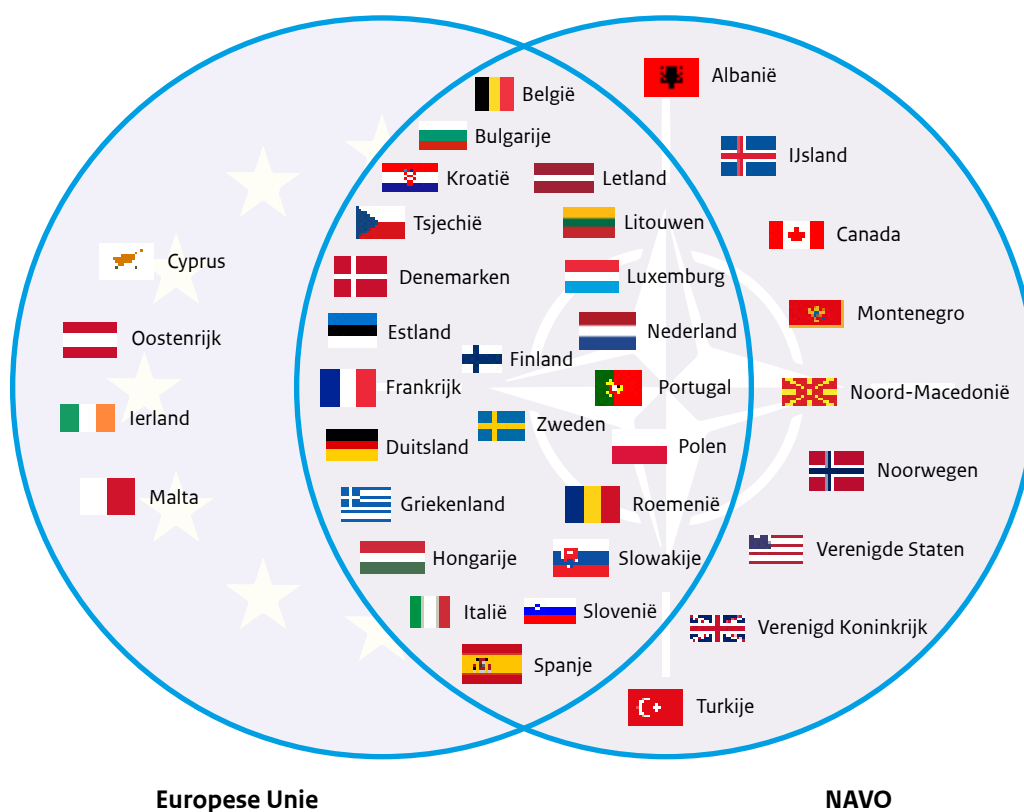 België
Albanië
Bulgarije
IJsland
Kroatië
Letland
Tsjechië
Litouwen
Canada
Cyprus
Denemarken
Luxemburg
Montenegro
Oostenrijk
Estland
Nederland
Finland
Frankrijk
Portugal
Noord-Macedonië
Ierland
Zweden
Duitsland
Polen
Noorwegen
Malta
Griekenland
Roemenië
Verenigde Staten
Hongarije
Slowakije
Italië
Slovenië
Verenigd Koninkrijk
Spanje
Turkije
Europese Unie
NAVO